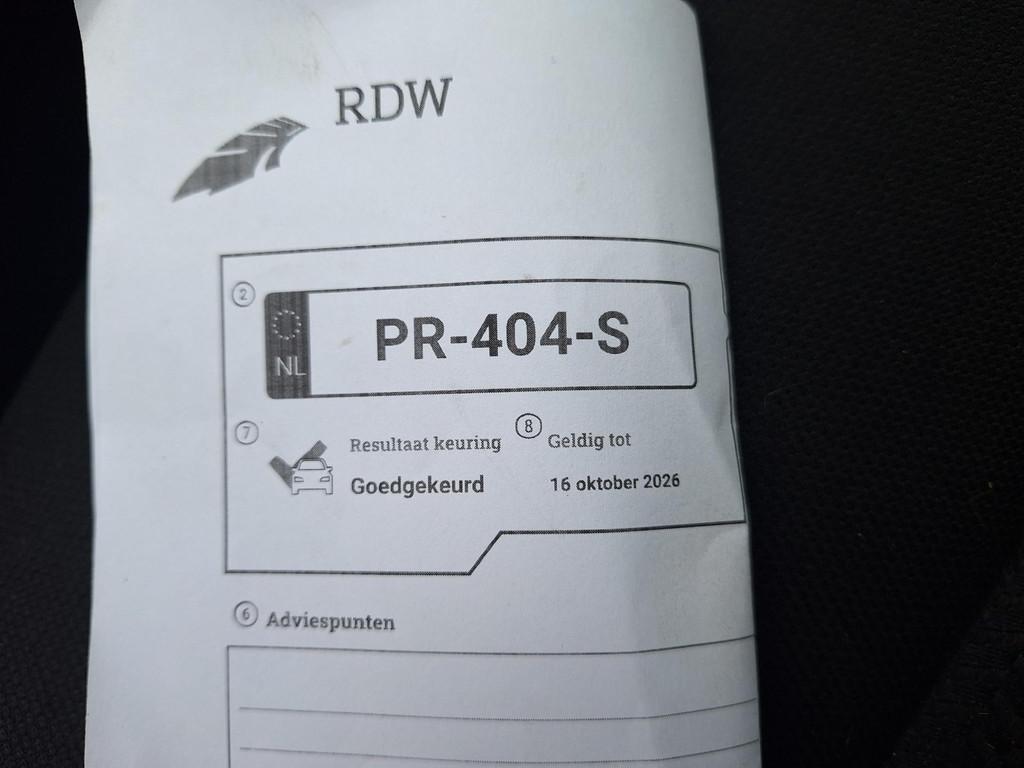 RDW
2
NL
PR-404-S
7
Resultaat keuring
Goedgekeurd
8
Geldig tot
16 oktober 2026
6 Adviespunten